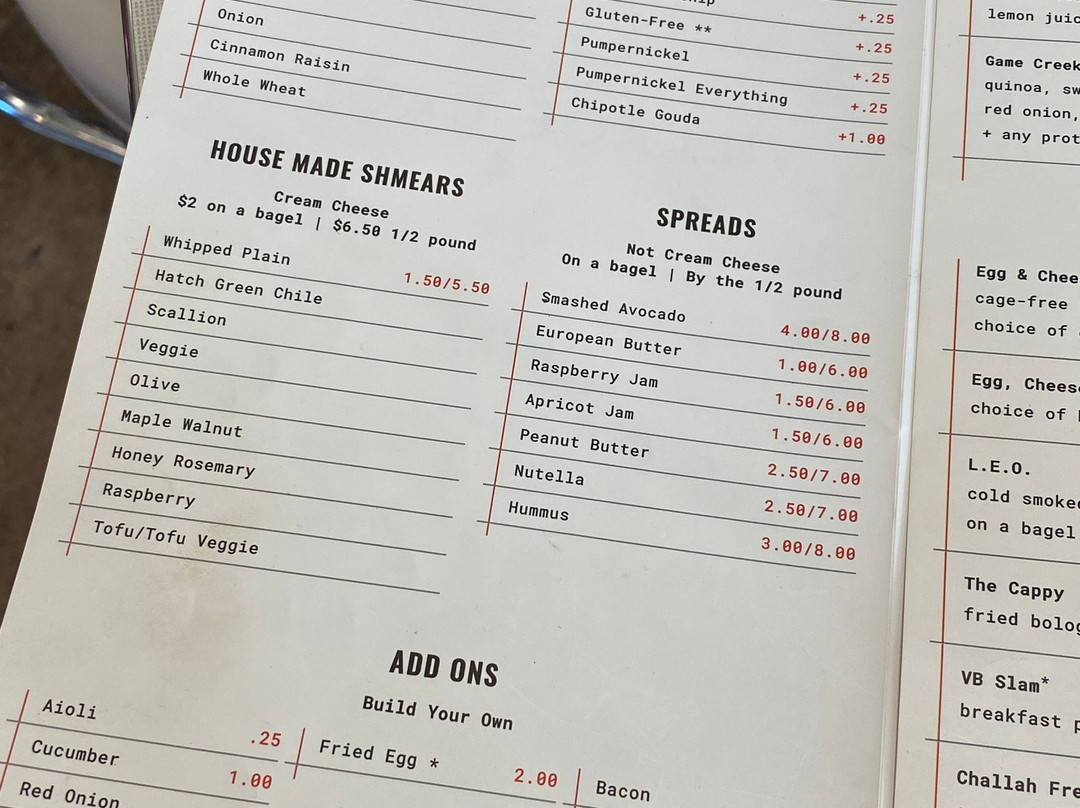 Onion
Cinnamon Raisin
Whole Wheat
+.25
Gluten-Free ** +.25
Pumpernickel +.25
Pumpernickel Everything +.25
Chipotle Gouda +1.00
HOUSE MADE SHMEARS
Cream Cheese
$2 on a bagel | $6.50 1/2 pound
Whipped Plain 1.50/5.50
Hatch Green Chile
Scallion
Veggie
Olive
Maple Walnut
Honey Rosemary
Raspberry
Tofu/Tofu Veggie
SPREADS
Not Cream Cheese
On a bagel | By the 1/2 pound
Smashed Avocado 4.00/8.00
European Butter 1.00/6.00
Raspberry Jam 1.50/6.00
Apricot Jam 1.50/6.00
Peanut Butter 2.50/7.00
Nutella 2.50/7.00
Hummus 3.00/8.00
ADD ONS
Build Your Own
Aioli .25
Cucumber 1.00
Red Onion
Fried Egg * 2.00
Bacon
lemon juic
Game Creek
quinoa, sw
red onion,
+ any prot
Egg & Chee
cage-free
choice of
Egg, Cheese
choice of
L.E.O.
cold smoke
on a bagel
The Cappy
fried bolog
VB Slam*
breakfast
Challah Fre